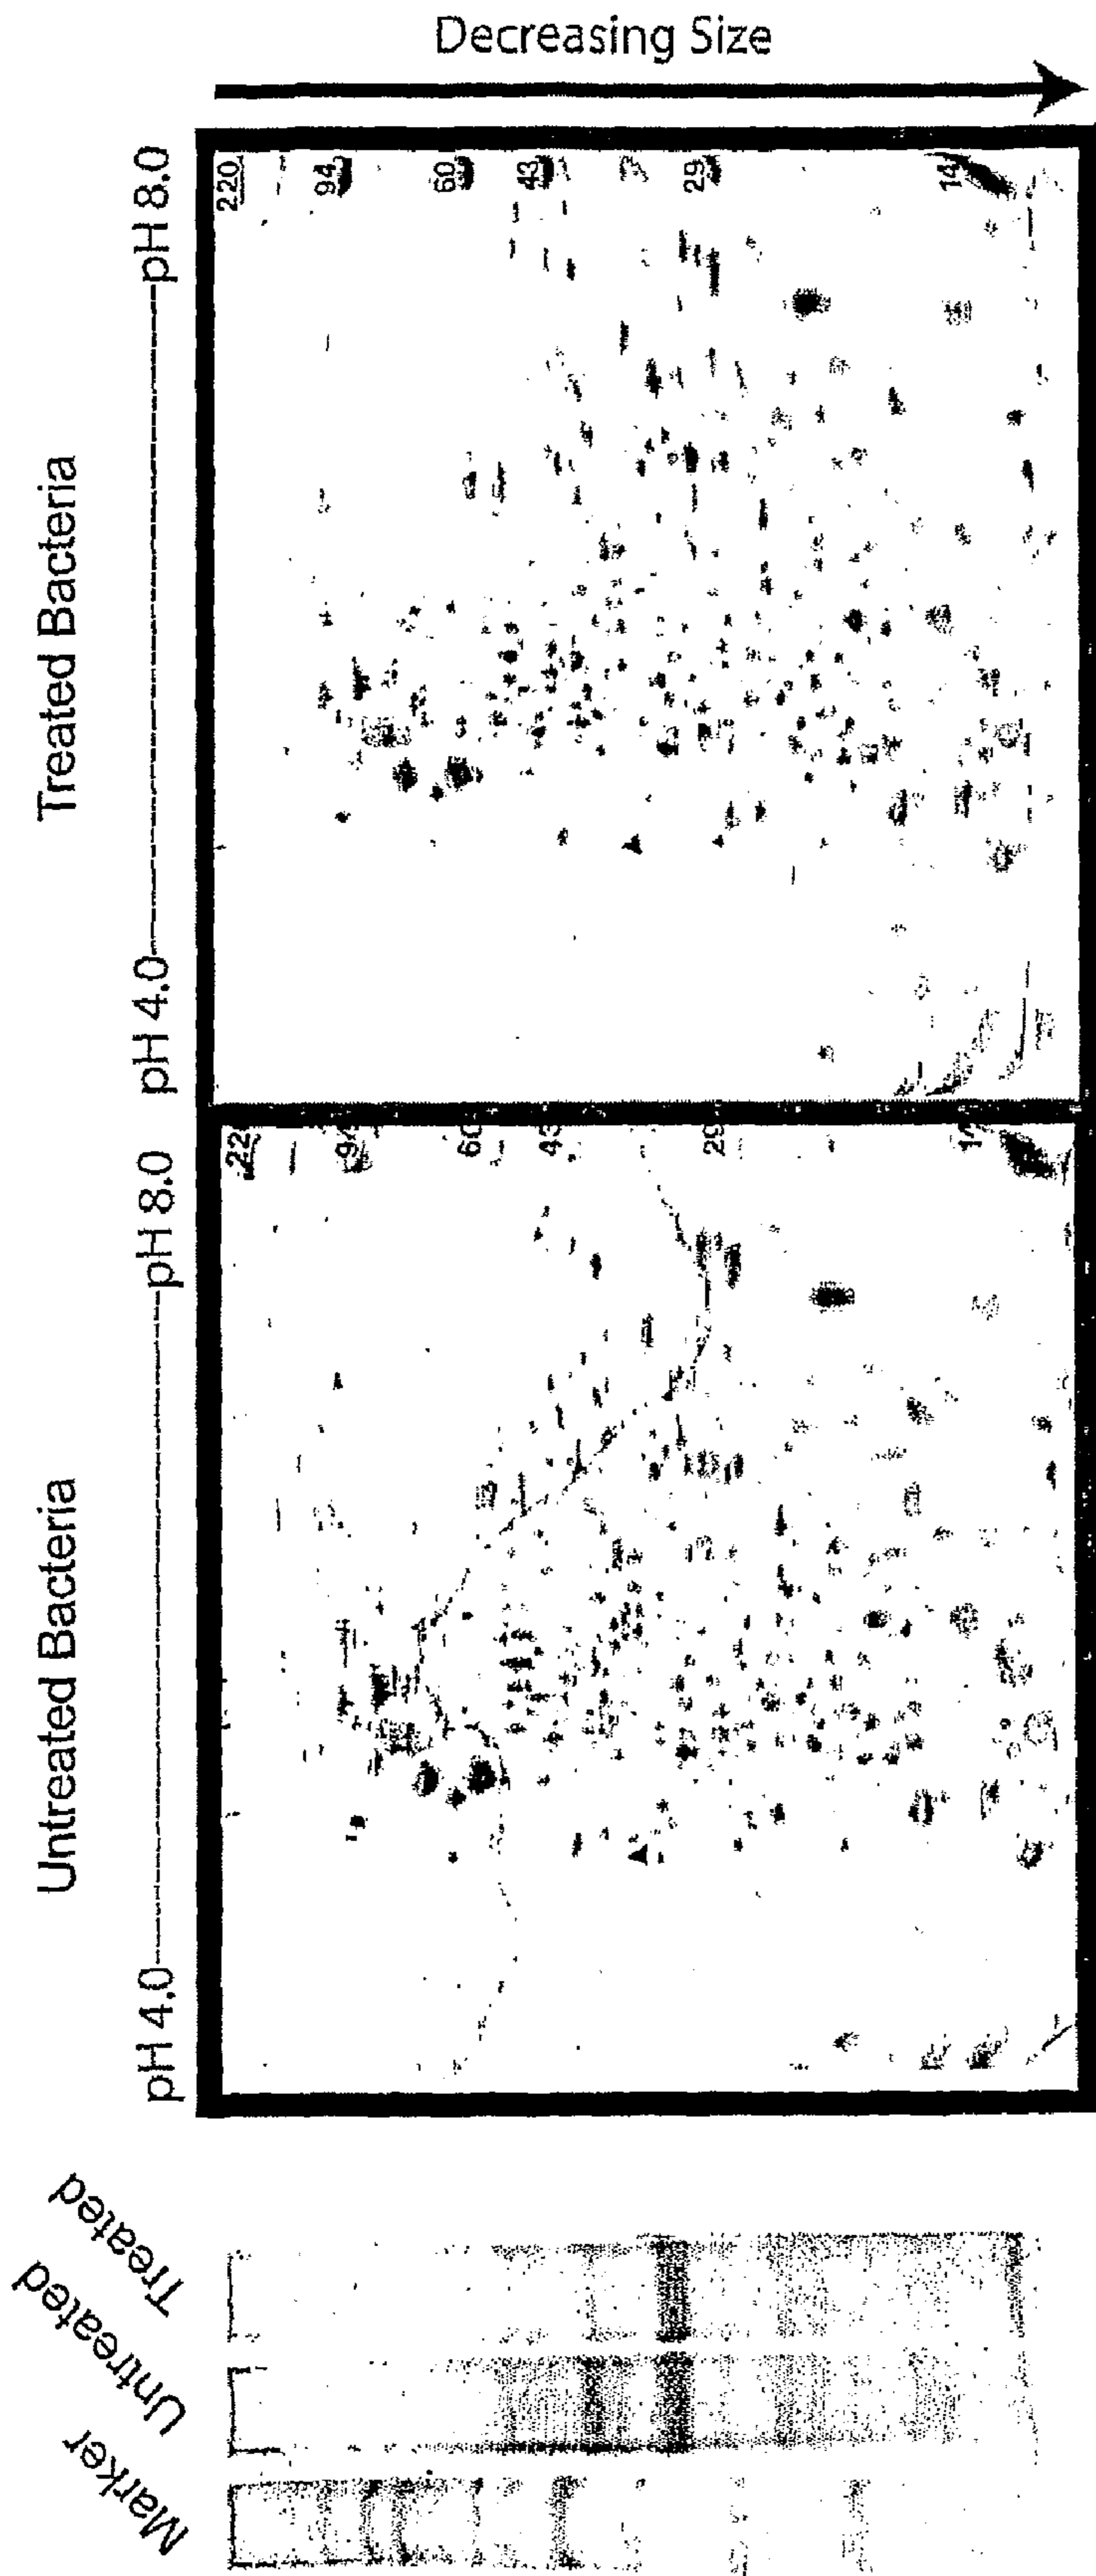 Decreasing Size
Treated Bacteria
pH 4.0 pH 8.0
220
94
60
43
29
14
Untreated Bacteria
pH 4.0 pH 8.0
22
94
60
43
29
Marker
Untreated
Treated